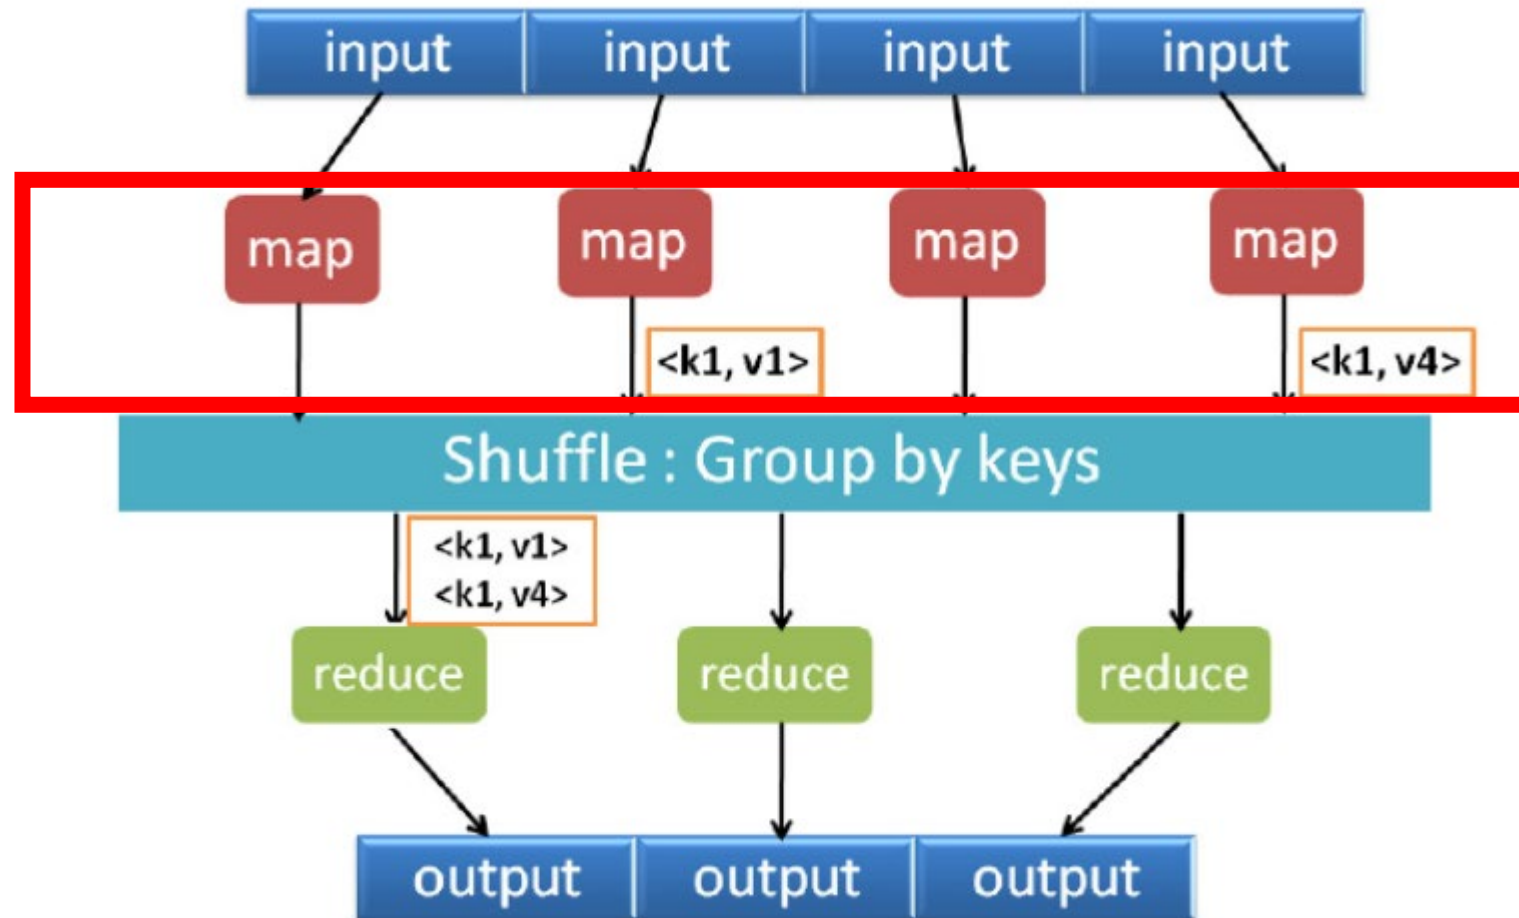 input input input input
map map map map
<k1, v1> <k1, v4>
Shuffle : Group by keys
<k1, v1>
<k1, v4>
reduce reduce reduce
output output output